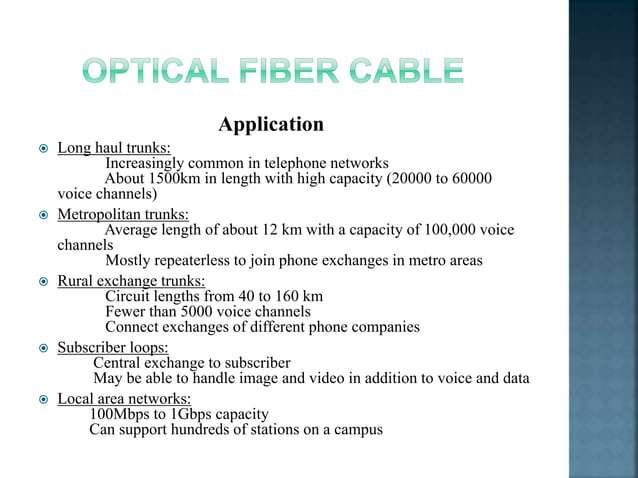 OPTICAL FIBER CABLE
Application
Long haul trunks:
Increasingly common in telephone networks
About 1500km in length with high capacity (20000 to 60000
voice channels)
Metropolitan trunks:
Average length of about 12 km with a capacity of 100,000 voice
channels
Mostly repeaterless to join phone exchanges in metro areas
Rural exchange trunks:
Circuit lengths from 40 to 160 km
Fewer than 5000 voice channels
Connect exchanges of different phone companies
Subscriber loops:
Central exchange to subscriber
May be able to handle image and video in addition to voice and data
Local area networks:
100Mbps to 1Gbps capacity
Can support hundreds of stations on a campus